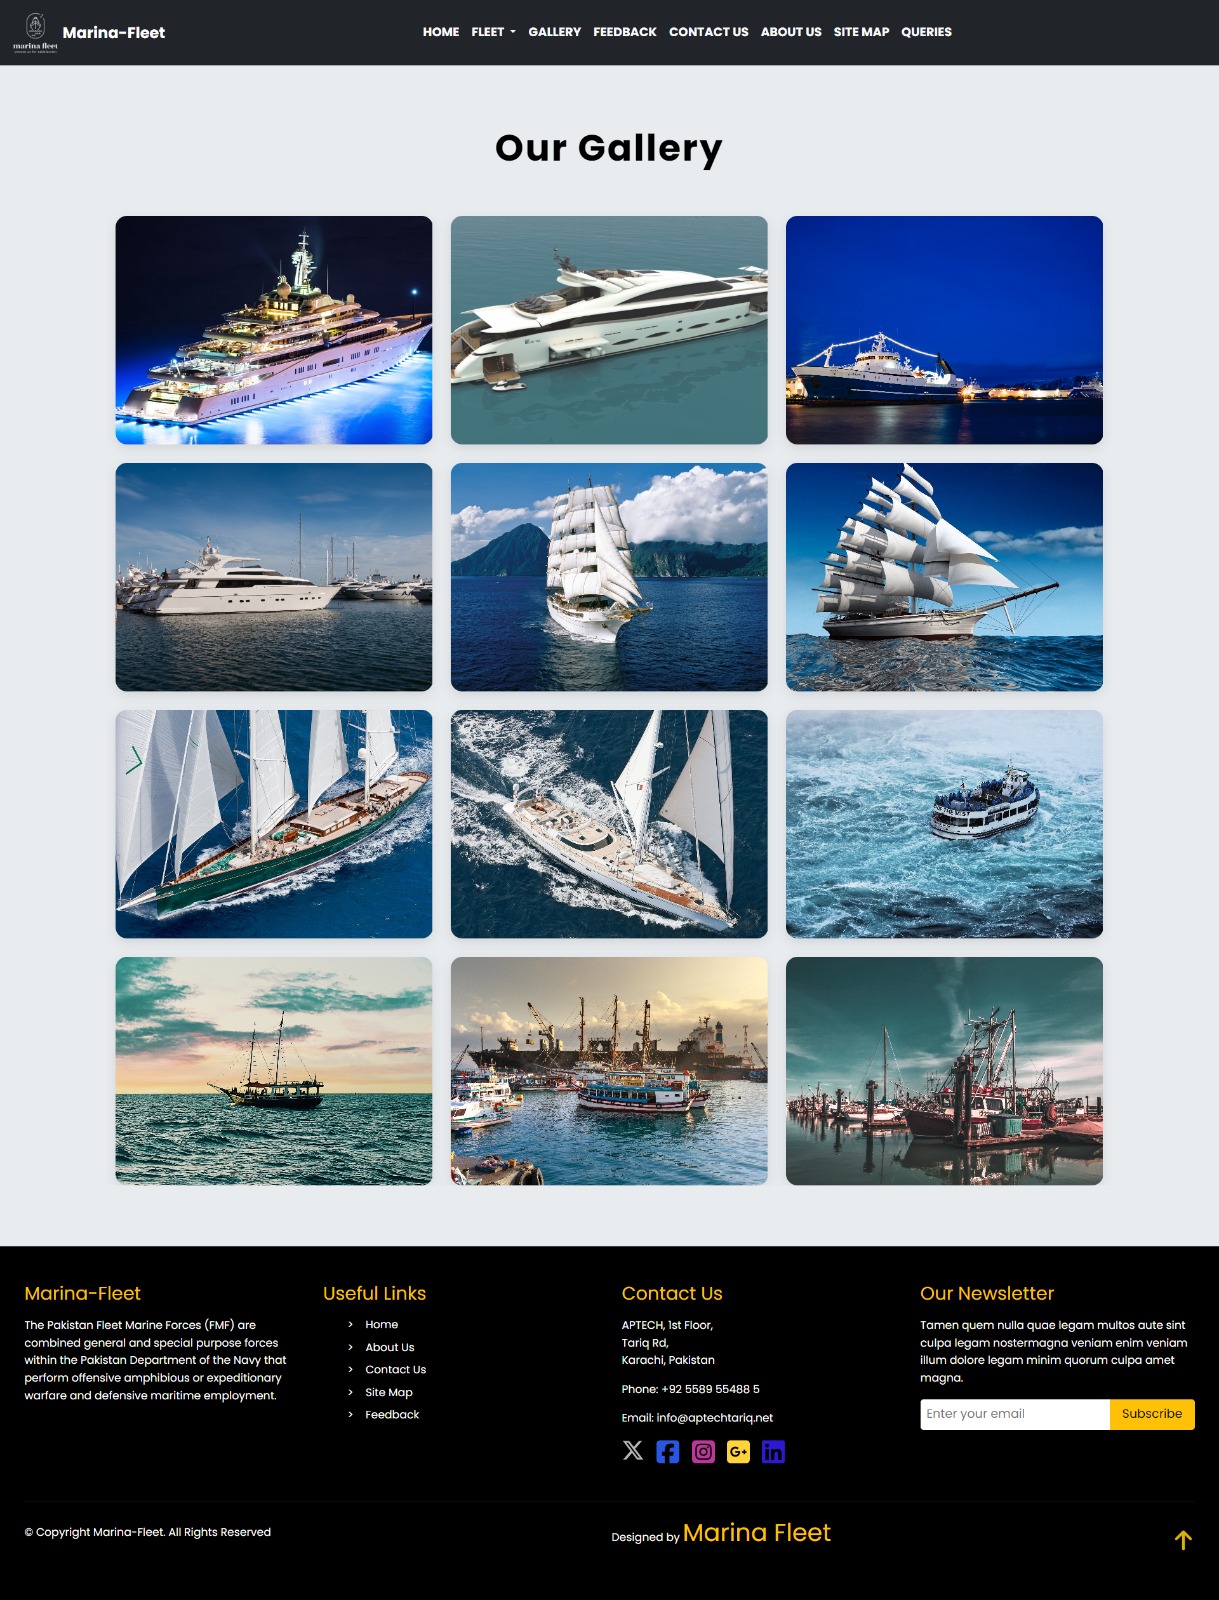 marina fleet
Marina-Fleet
HOME FLEET GALLERY FEEDBACK CONTACT US ABOUT US SITE MAP QUERIES
Our Gallery
Marina-Fleet
The Pakistan Fleet Marine Forces (FMF) are
combined general and special purpose forces
within the Pakistan Department of the Navy that
perform offensive amphibious or expeditionary
warfare and defensive maritime employment.
Useful Links
> Home
> About Us
> Contact Us
> Site Map
> Feedback
Contact Us
APTECH, 1st Floor,
Tariq Rd,
Karachi, Pakistan
Phone: +92 5589 55488 5
Email: info@aptechtariq.net
Our Newsletter
Tamen quem nulla quae legam multos aute sint
culpa legam nostermagna veniam enim veniam
illum dolore legam minim quorum culpa amet
magna.
Enter your email
Subscribe
© Copyright Marina-Fleet. All Rights Reserved
Designed by Marina Fleet